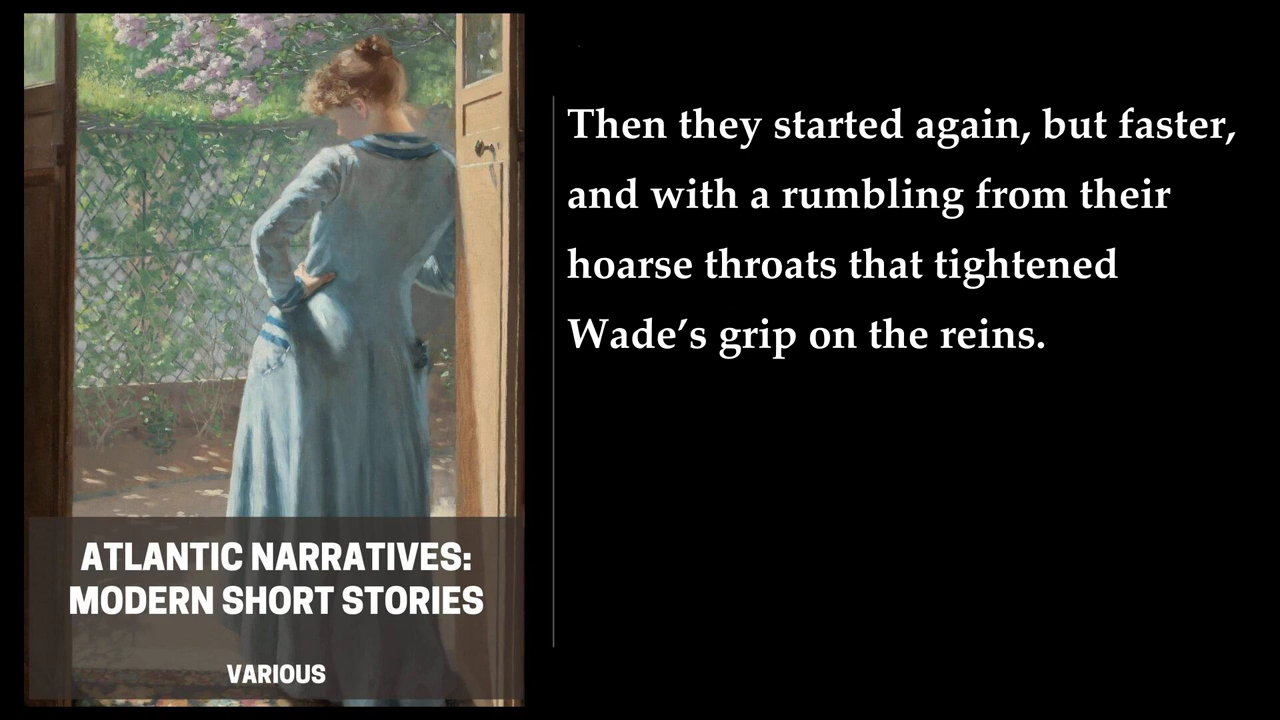 Then they started again, but faster,
and with a rumbling from their
hoarse throats that tightened
Wade’s grip on the reins.
ATLANTIC NARRATIVES:
MODERN SHORT STORIES
VARIOUS